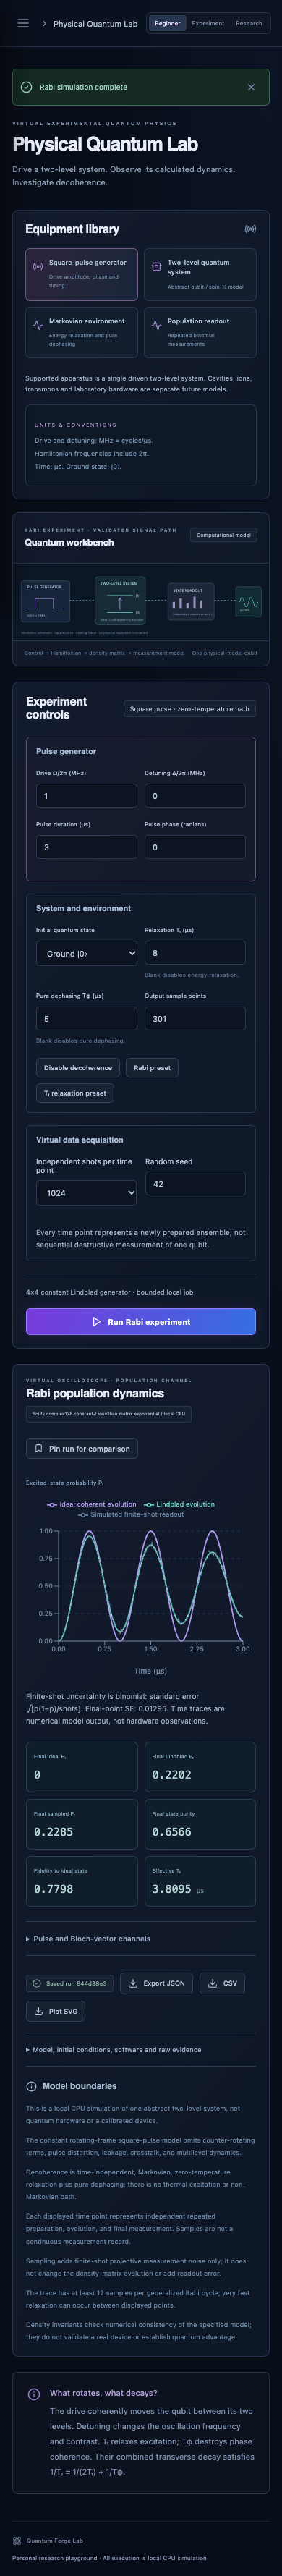 Physical Quantum Lab
Beginner
Experiment
Research
Rabi simulation complete
VIRTUAL EXPERIMENTAL QUANTUM PHYSICS
Physical Quantum Lab
Drive a two-level system. Observe its calculated dynamics.
Investigate decoherence.
Equipment library
Square-pulse generator
Drive amplitude, phase and
timing
Two-level quantum
system
Abstract qubit / spin-½ model
Markovian environment
Energy relaxation and pure
dephasing
Population readout
Repeated binomial
measurements
Supported apparatus is a single driven two-level system. Cavities, ions,
transmons and laboratory hardware are separate future models.
UNITS & CONVENTIONS
Drive and detuning: MHz = cycles/μs.
Hamiltonian frequencies include 2π.
Time: μs. Ground state: |0⟩.
RABI EXPERIMENT · VALIDATED SIGNAL PATH
Quantum workbench
Computational model
PULSE GENERATOR
TWO-LEVEL SYSTEM
STATE READOUT
Control → Hamiltonian → density matrix → measurement model
One physical-model qubit
Experiment
controls
Square pulse · zero-temperature bath
Pulse generator
Drive Ω/2π (MHz)
Detuning Δ/2π (MHz)
1
0
Pulse duration (μs)
Pulse phase (radians)
3
0
System and environment
Initial quantum state
Relaxation T₁ (μs)
Ground |0⟩
8
Blank disables energy relaxation.
Pure dephasing Tφ (μs)
Output sample points
5
301
Blank disables pure dephasing.
Disable decoherence
Rabi preset
T₁ relaxation preset
Virtual data acquisition
Independent shots per time
point
Random seed
1024
42
Every time point represents a newly prepared ensemble, not
sequential destructive measurement of one qubit.
4×4 constant Lindblad generator · bounded local job
Run Rabi experiment
VIRTUAL OSCILLOSCOPE · POPULATION CHANNEL
Rabi population dynamics
SciPy complex128 constant-Liouvillian matrix exponential / local CPU
Pin run for comparison
Excited-state probability P₁
Ideal coherent evolution
Lindblad evolution
Simulated finite-shot readout
1.00
0.75
0.50
0.25
0.00
0.00
0.75
1.50
2.25
3.00
Time (μs)
Finite-shot uncertainty is binomial: standard error
√[p(1−p)/shots]. Final-point SE: 0.01295. Time traces are
numerical model output, not hardware observations.
Final ideal P₁
0
Final Lindblad P₁
0.2202
Final sampled P₁
0.2285
Final state purity
0.6566
Fidelity to ideal state
0.7798
Effective T₂
3.8095 μs
Pulse and Bloch-vector channels
Saved run 844d38e3
Export JSON
CSV
Plot SVG
Model, initial conditions, software and raw evidence
Model boundaries
This is a local CPU simulation of one abstract two-level system, not
quantum hardware or a calibrated device.
The constant rotating-frame square-pulse model omits counter-rotating
terms, pulse distortion, leakage, crosstalk, and multilevel dynamics.
Decoherence is time-independent, Markovian, zero-temperature
relaxation plus pure dephasing; there is no thermal excitation or non-
Markovian bath.
Each displayed time point represents independent repeated
preparation, evolution, and final measurement. Samples are not a
continuous measurement record.
Sampling adds finite-shot projective measurement noise only; it does
not change the density-matrix evolution or add readout error.
The trace has at least 12 samples per generalized Rabi cycle; very fast
relaxation can occur between displayed points.
Density invariants check numerical consistency of the specified model;
they do not validate a real device or establish quantum advantage.
What rotates, what decays?
The drive coherently moves the qubit between its two
levels. Detuning changes the oscillation frequency
and contrast. T₁ relaxes excitation; Tφ destroys phase
coherence. Their combined transverse decay satisfies
1/T₂ = 1/(2T₁) + 1/Tφ.
Quantum Forge Lab
Personal research playground · All execution is local CPU simulation